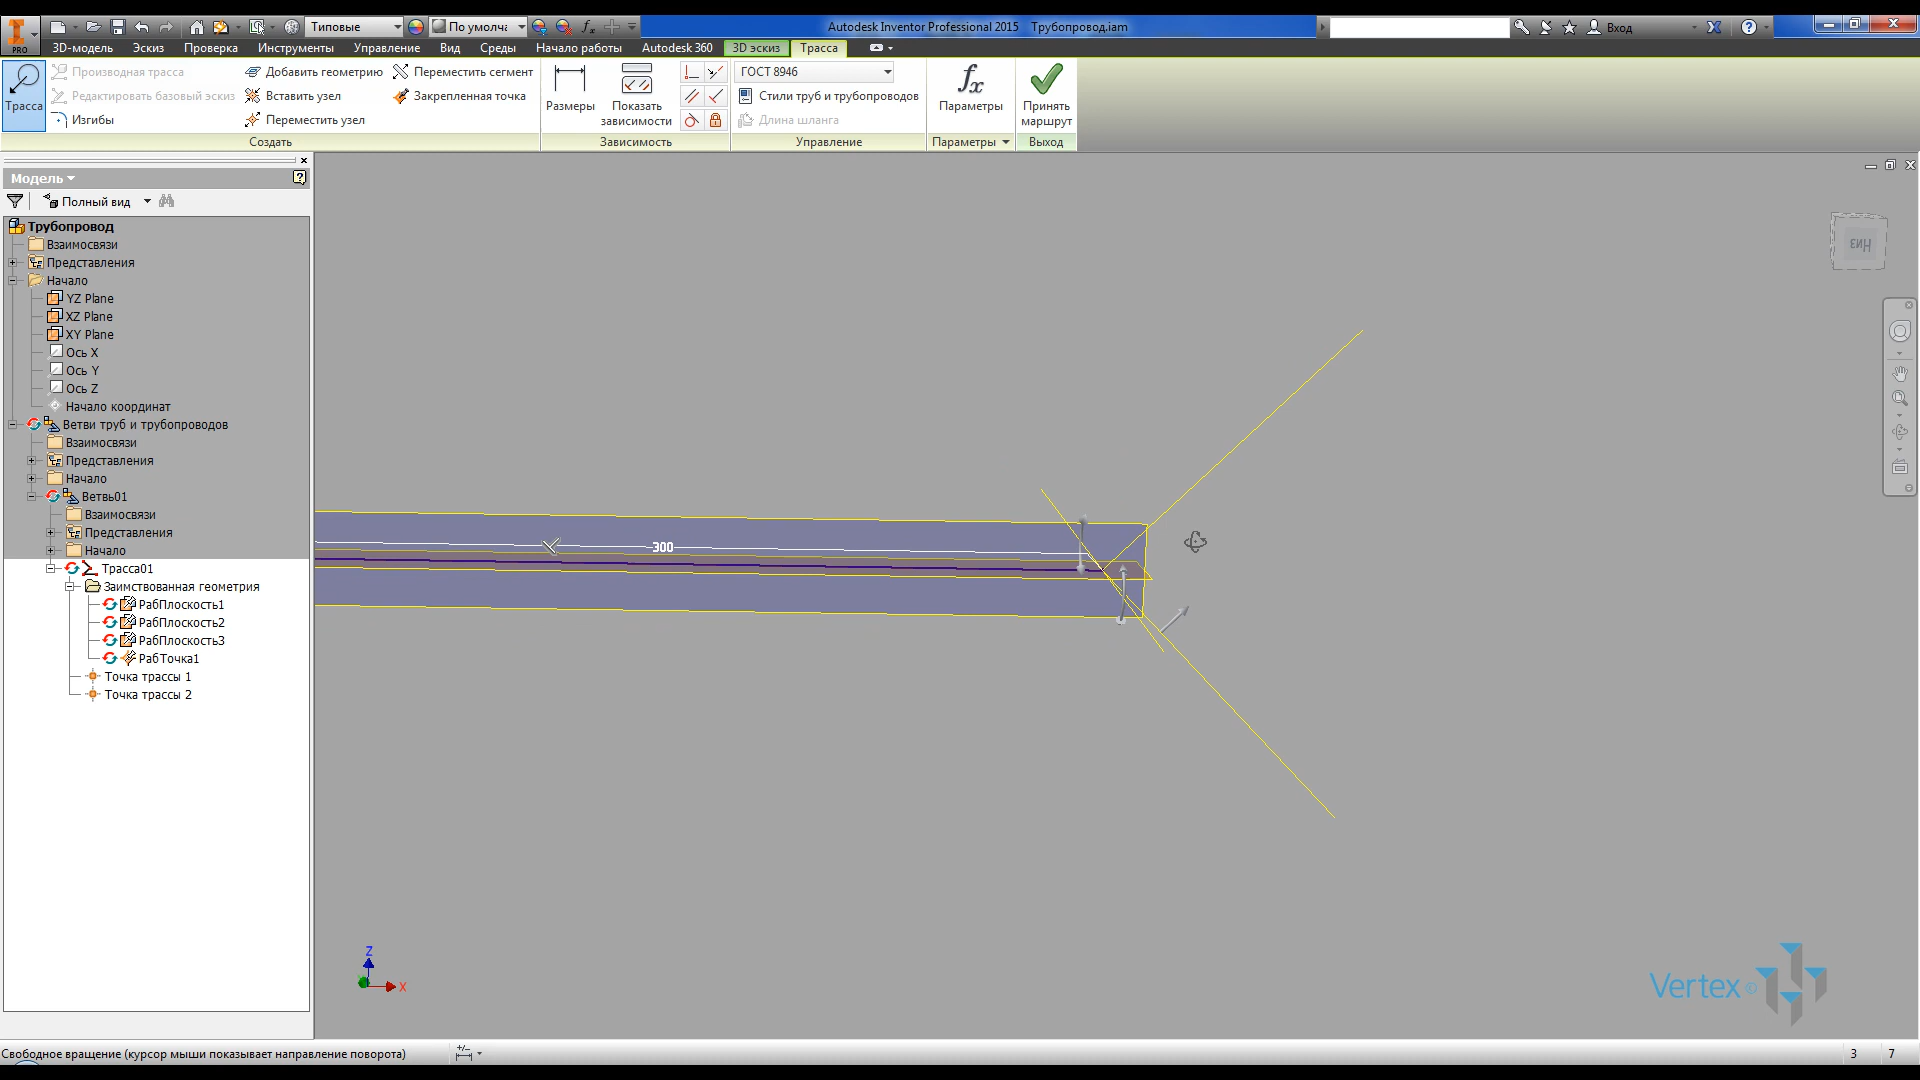 Типовые
По умолча
Autodesk Inventor Professional 2015 Трубопровод.iam
Вход
PRO
3D-модель Эскиз Проверка Инструменты Управление Вид Среды Начало работы Autodesk 360 3D эскиз Трасса
Трасса
Производная трасса
Редактировать базовый эскиз
Изгибы
Добавить геометрию
Вставить узел
Переместить узел
Переместить сегмент
Закрепленная точка
Создать
Размеры
Показать зависимости
Зависимость
ГОСТ 8946
Стили труб и трубопроводов
Длина шланга
Управление
Параметры
Параметры
Принять маршрут
Выход
Модель
Полный вид
Трубопровод
Взаимосвязи
Представления
Начало
YZ Plane
XZ Plane
XY Plane
Ось X
Ось Y
Ось Z
Начало координат
Ветви труб и трубопроводов
Взаимосвязи
Представления
Начало
Ветвь01
Взаимосвязи
Представления
Начало
Трасса01
Заимствованная геометрия
РабПлоскость1
РабПлоскость2
РабПлоскость3
РабТочка1
Точка трассы 1
Точка трассы 2
300
Низ
Z
X
Vertex ©
Свободное вращение (курсор мыши показывает направление поворота)
3 7